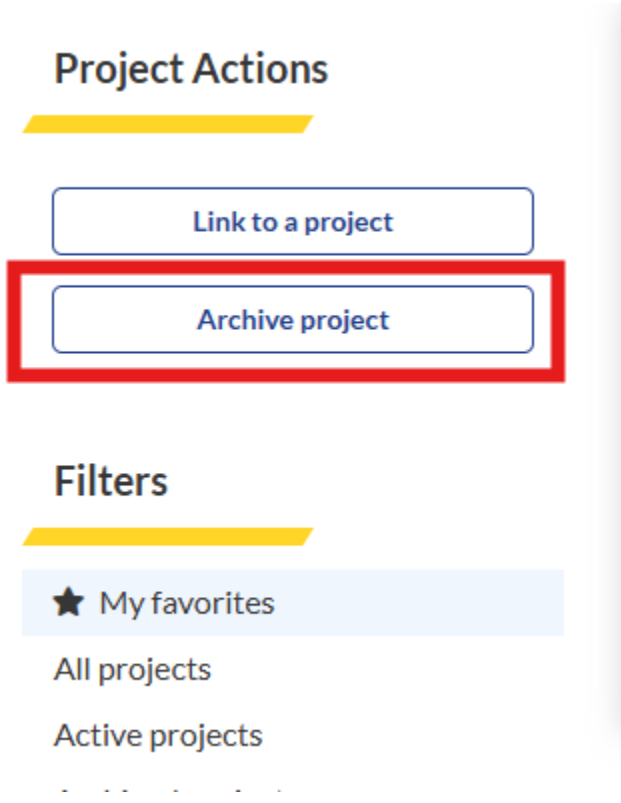 Project Actions
Link to a project
Archive project
Filters
My favorites
All projects
Active projects